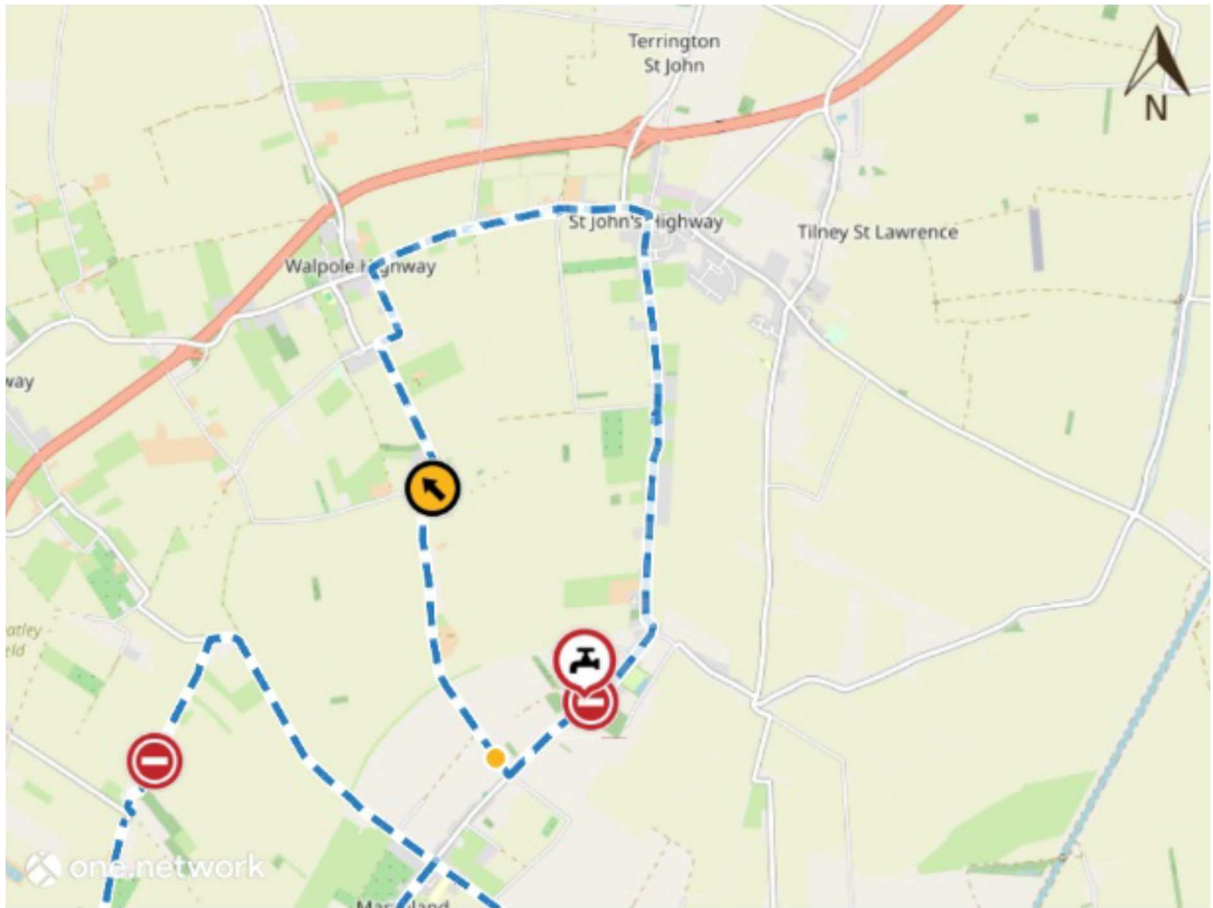 Terrington
St John
N
St John's Highway
Tilney St Lawrence
Walpole Highway
way
one.network